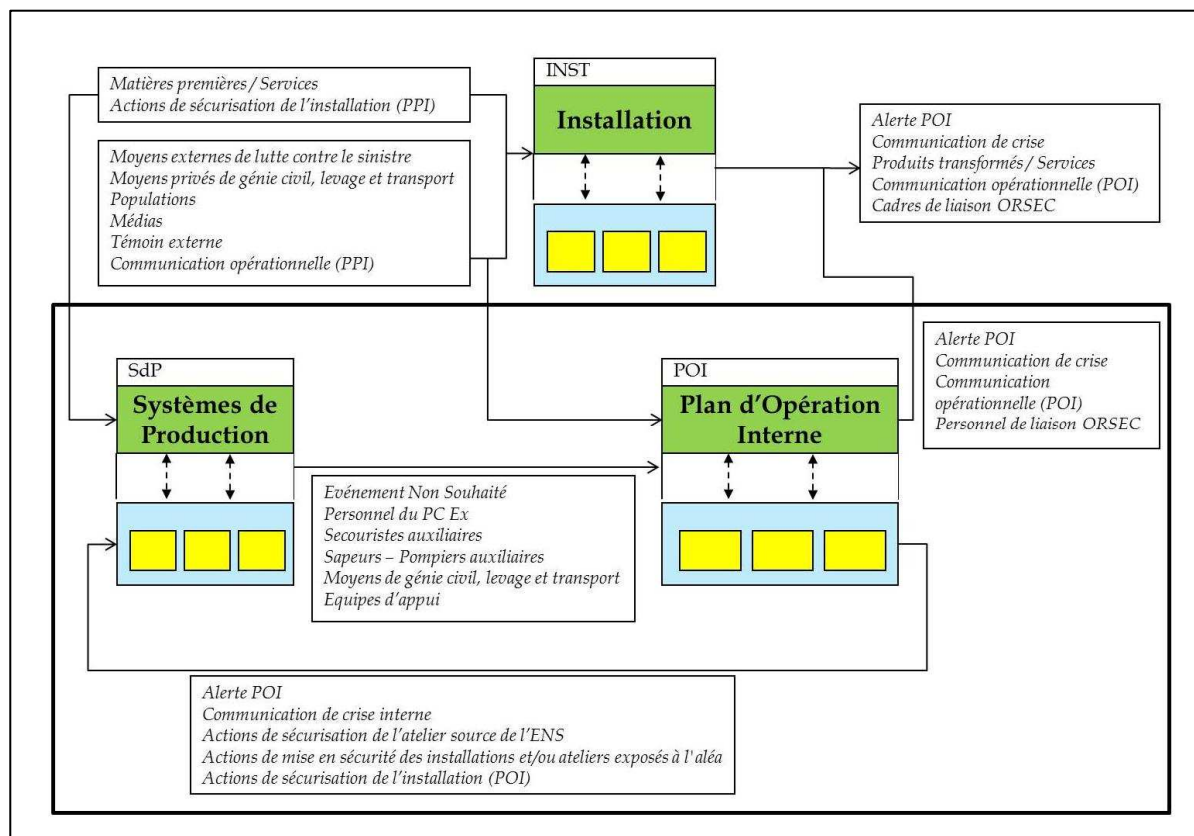 Matières premières / Services
Actions de sécurisation de l'installation (PPI)
Moyens externes de lutte contre le sinistre
Moyens privés de génie civil, levage et transport
Populations
Médias
Témoin externe
Communication opérationnelle (PPI)
INST
Installation
Alerte POI
Communication de crise
Produits transformés / Services
Communication opérationnelle (POI)
Cadres de liaison ORSEC
SdP
Systèmes de
Production
POI
Plan d'Opération
Interne
Alerte POI
Communication de crise
Communication
opérationnelle (POI)
Personnel de liaison ORSEC
Evénement Non Souhaité
Personnel du PC Ex
Secouristes auxiliaires
Sapeurs – Pompiers auxiliaires
Moyens de génie civil, levage et transport
Equipes d'appui
Alerte POI
Communication de crise interne
Actions de sécurisation de l'atelier source de l'ENS
Actions de mise en sécurité des installations et/ou ateliers exposés à l'aléa
Actions de sécurisation de l'installation (POI)